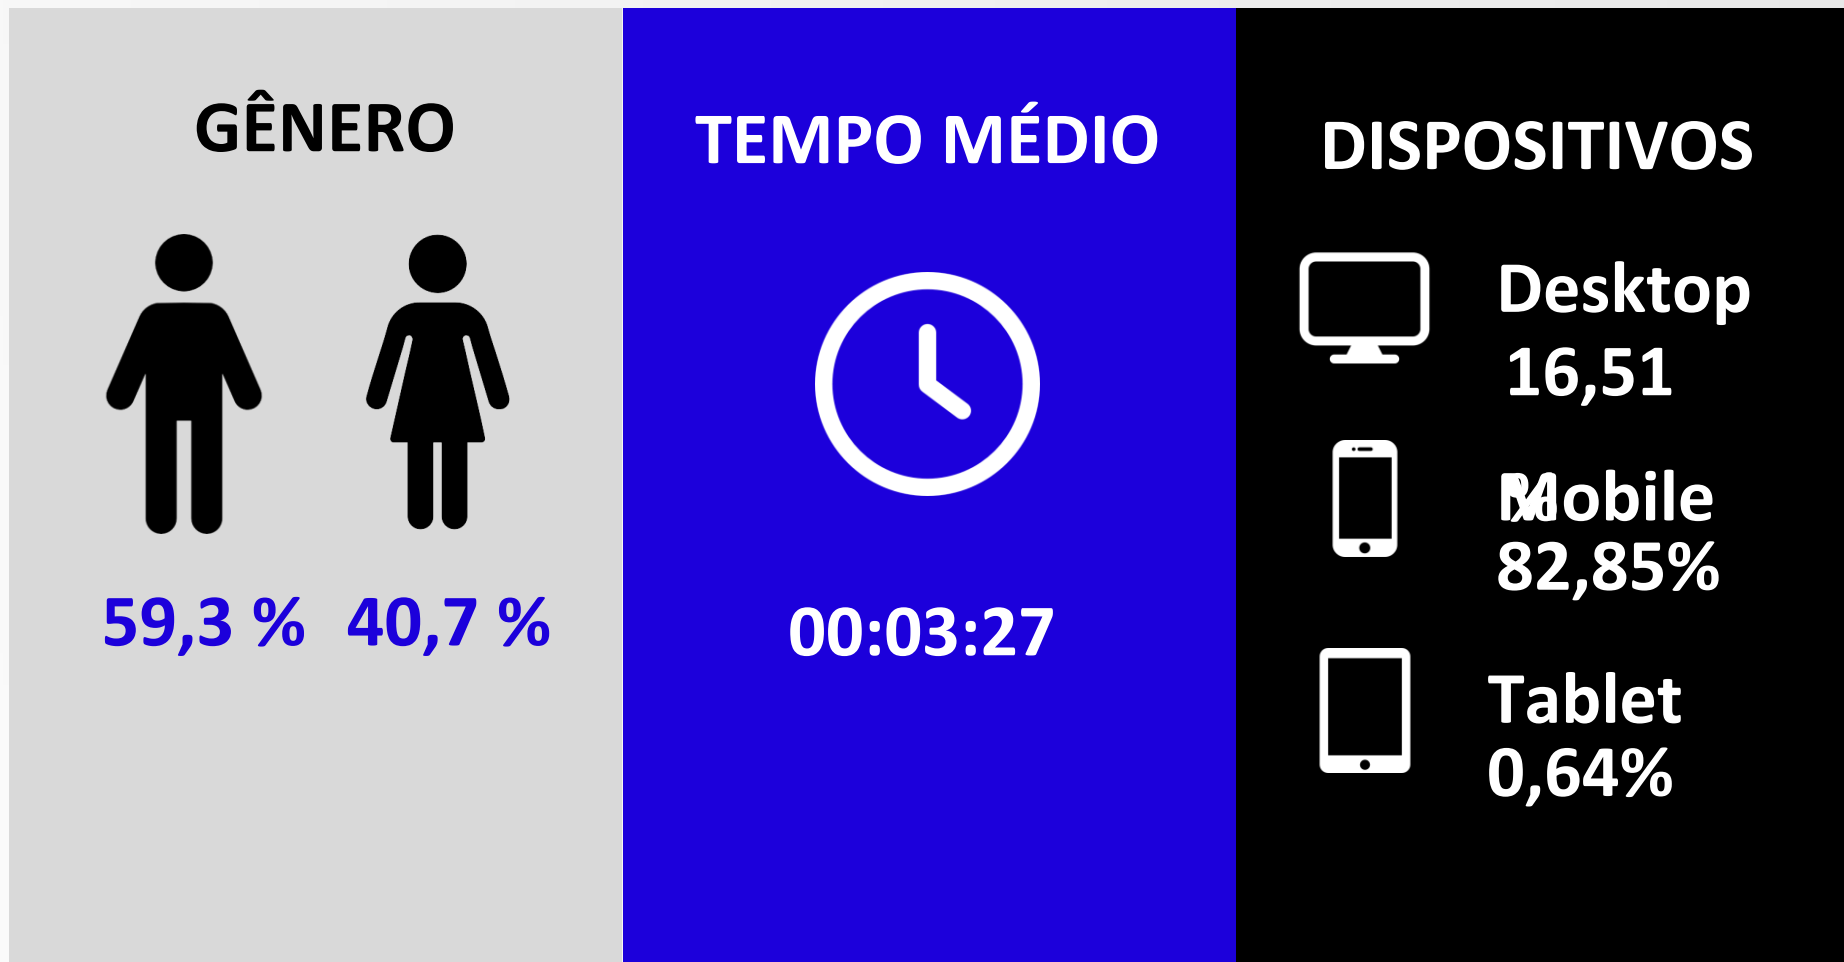 GÊNERO
59,3 % 40,7 %
TEMPO MÉDIO
00:03:27
DISPOSITIVOS
Desktop
16,51
%
Mobile
82,85%
Tablet
0,64%